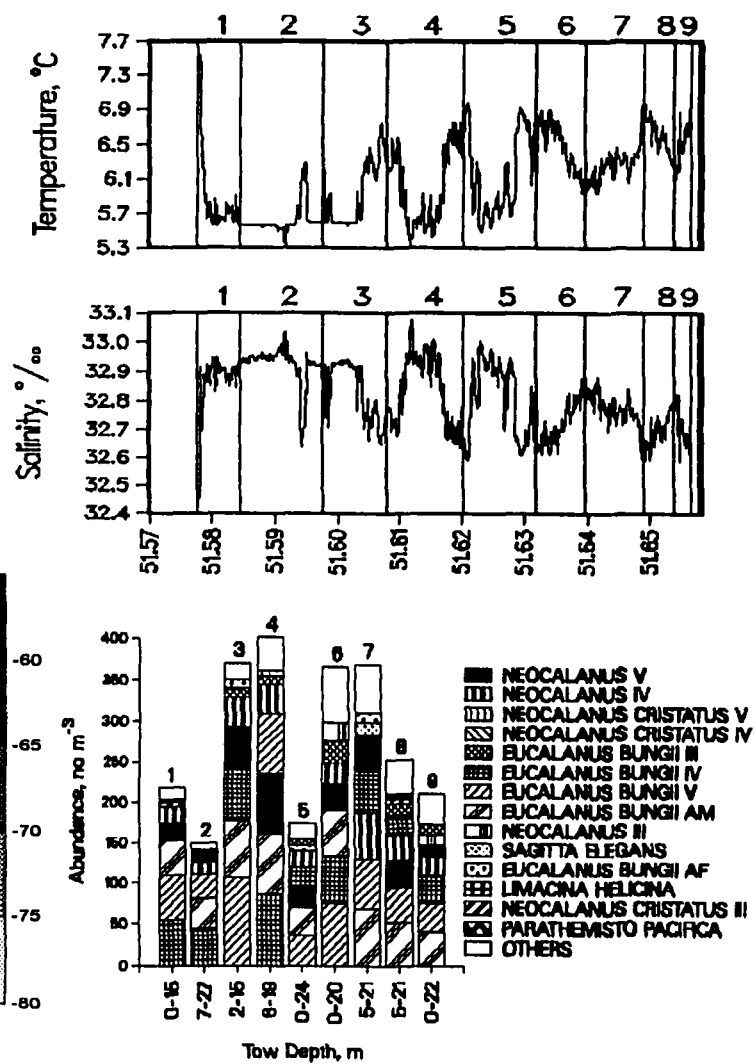 1 2 3 4 5 6 7 8 9
7.7
7.3
6.9
6.5
6.1
5.7
5.3
Temperature, °C
1 2 3 4 5 6 7 8 9
33.1
33.0
32.9
32.8
32.7
32.6
32.5
32.4
Salinity, °/oo
51.57 51.58 51.59 51.60 51.61 51.62 51.63 51.64 51.65
-60
-65
-70
-75
-80
400
350
300
250
200
150
100
50
0
Abundance, no m-3
1 2 3 4 5 6 7 8 9
0-15 7-27 2-15 6-19 0-24 0-20 5-21 5-21 0-22
Tow Depth, m
NEOCALANUS V
NEOCALANUS IV
NEOCALANUS CRISTATUS V
NEOCALANUS CRISTATUS IV
EUCALANUS BUNGII III
EUCALANUS BUNGII IV
EUCALANUS BUNGII V
EUCALANUS BUNGII AM
NEOCALANUS III
SAGITTA ELEGANS
EUCALANUS BUNGII AF
LIMACINA HELICINA
NEOCALANUS CRISTATUS III
PARATHEMISTO PACIFICA
OTHERS